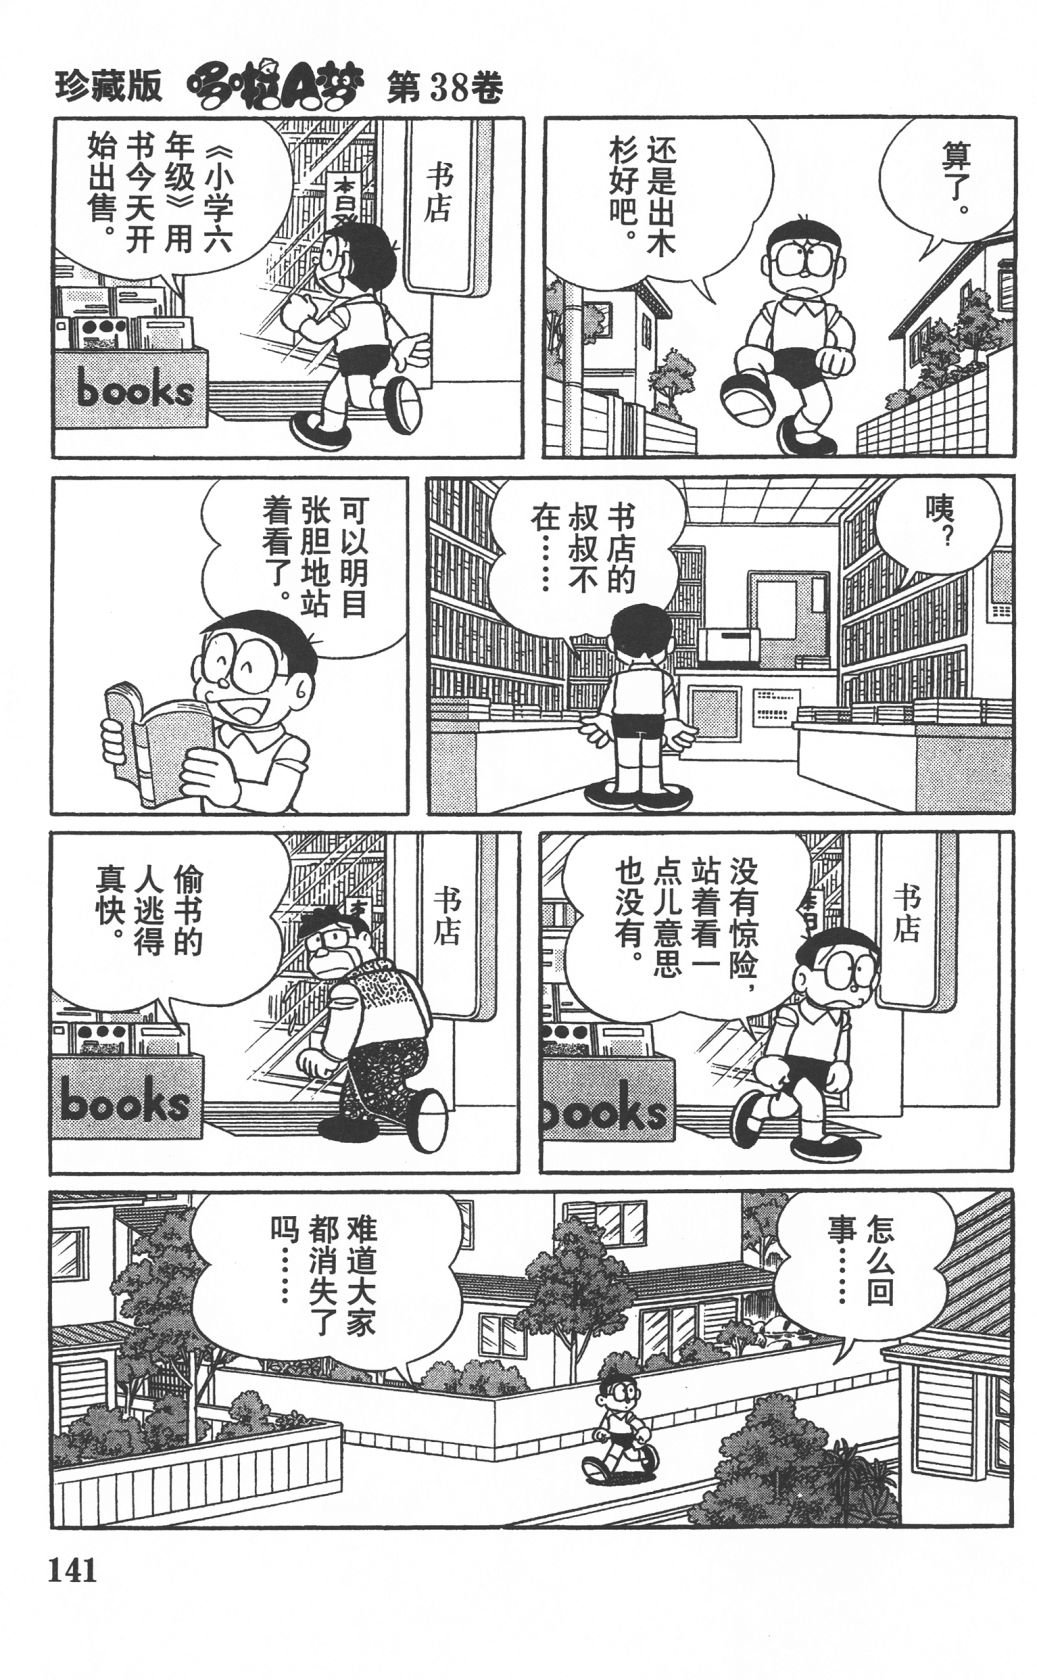 珍藏版 哆啦A梦 第38卷
算了。
还是出木
杉好吧。
《小学六
年级》用
书今天开
始出售。
书店
本日
books
咦?
书店的
叔叔不
在……
可以明目
张胆地站
着看了。
没有惊险,
站着看一
点儿意思
也没有。
书店
books
偷书的
人逃得
真快。
书店
本
books
怎么回
事……
难道大家
都消失了
吗……
141